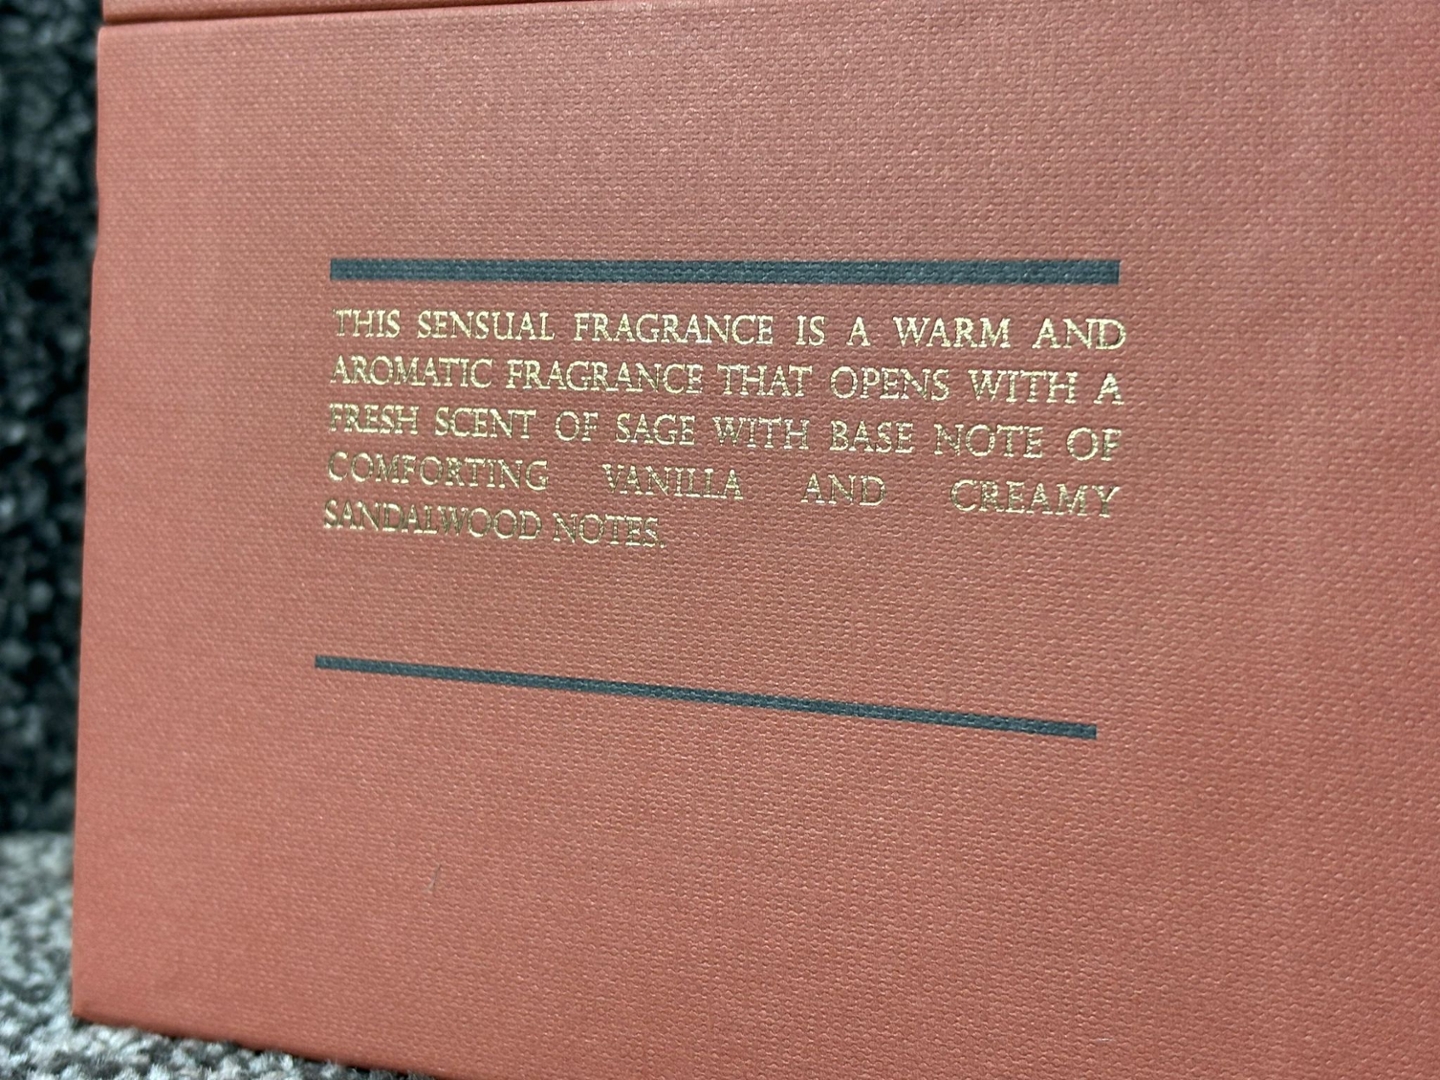 THIS SENSUAL FRAGRANCE IS A WARM AND
AROMATIC FRAGRANCE THAT OPENS WITH A
FRESH SCENT OF SAGE WITH BASE NOTE OF
COMFORTING VANILLA AND CREAMY
SANDALWOOD NOTES.